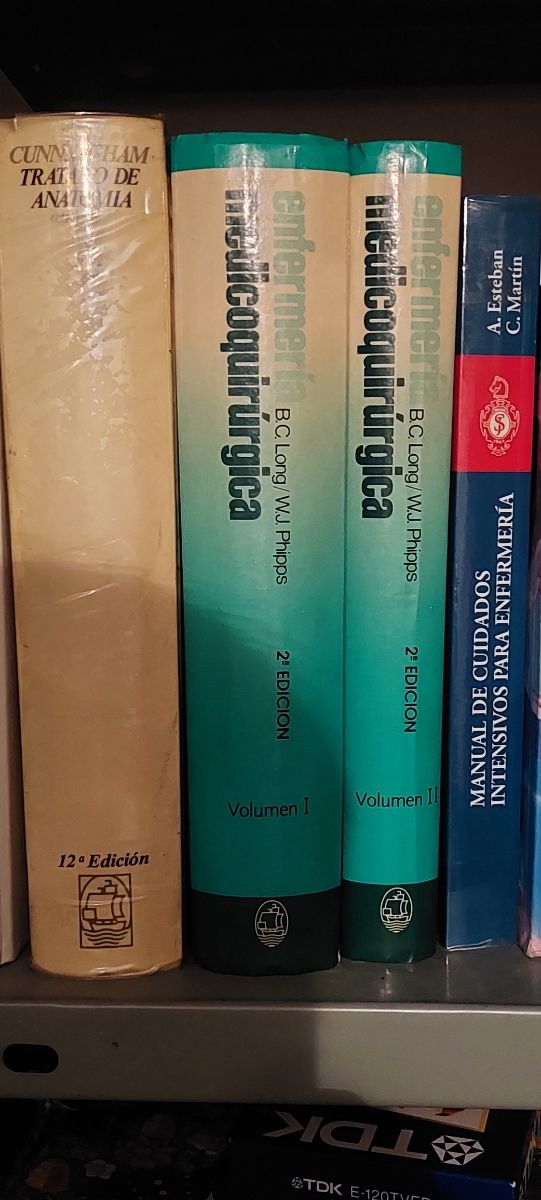 CUNNINGHAM
TRATADO DE
ANATOMIA
12ª Edición
enfermería
medicoquirúrgica
B.C. Long/W.J. Phipps
2ª EDICION
Volumen I
enfermería
medicoquirúrgica
B.C. Long/W.J. Phipps
2ª EDICION
Volumen II
A. Esteban
C. Martín
MANUAL DE CUIDADOS
INTENSIVOS PARA ENFERMERÍA
TDK
TDK E-120TVED